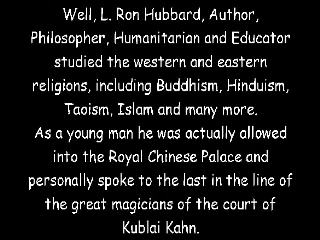 Well, L. Ron Hubbard, Author,
Philosopher, Humanitarian and Educator
studied the western and eastern
religions, including Buddhism, Hinduism,
Taoism, Islam and many more.
As a young man he was actually allowed
into the Royal Chinese Palace and
personally spoke to the last in the line of
the great magicians of the court of
Kublai Kahn.